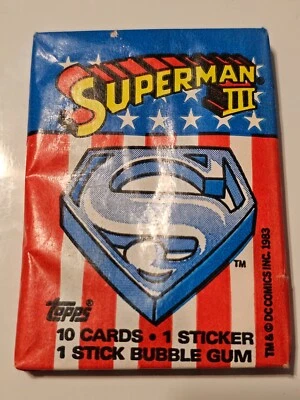 SUPERMAN
III
S
TM
topps®
10 CARDS • 1 STICKER
1 STICK BUBBLE GUM
TM & © DC COMICS INC. 1983